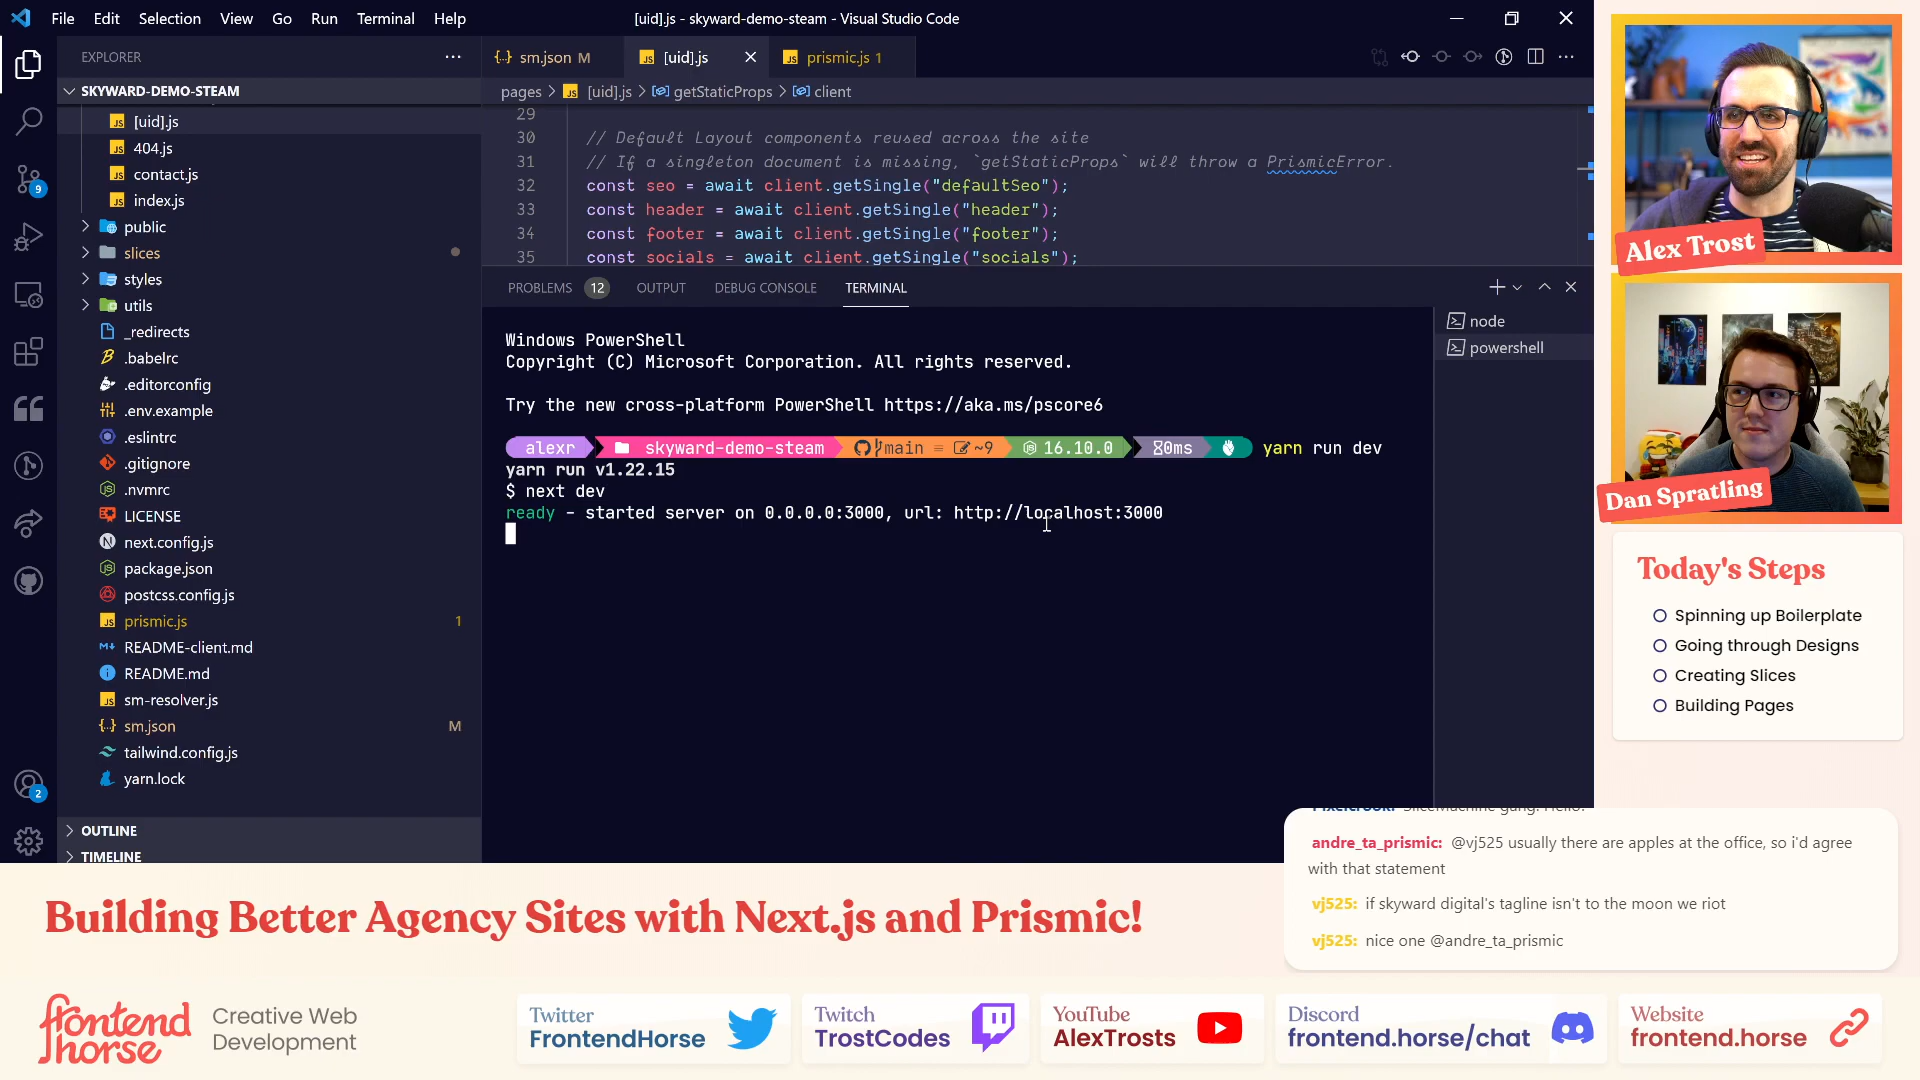 File Edit Selection View Go Run Terminal Help
[uid].js - skyward-demo-steam - Visual Studio Code
EXPLORER
SKYWARD-DEMO-STEAM
[uid].js
404.js
contact.js
index.js
public
slices
styles
utils
_redirects
.babelrc
.editorconfig
.env.example
.eslintrc
.gitignore
.nvmrc
LICENSE
next.config.js
package.json
postcss.config.js
prismic.js 1
README-client.md
README.md
sm-resolver.js
sm.json M
tailwind.config.js
yarn.lock
OUTLINE
TIMELINE
9
2
sm.json M
[uid].js
prismic.js 1
pages > [uid].js > getStaticProps > client
29
30 // Default Layout components reused across the site
31 // If a singleton document is missing, `getStaticProps` will throw a PrismicError.
32 const seo = await client.getSingle("defaultSeo");
33 const header = await client.getSingle("header");
34 const footer = await client.getSingle("footer");
35 const socials = await client.getSingle("socials");
PROBLEMS 12 OUTPUT DEBUG CONSOLE TERMINAL
node
powershell
Windows PowerShell
Copyright (C) Microsoft Corporation. All rights reserved.
Try the new cross-platform PowerShell https://aka.ms/pscore6
alexr skyward-demo-steam main = ~9 16.10.0 0ms yarn run dev
yarn run v1.22.15
$ next dev
ready - started server on 0.0.0.0:3000, url: http://localhost:3000
Alex Trost
Dan Spratling
Today's Steps
Spinning up Boilerplate
Going through Designs
Creating Slices
Building Pages
andre_ta_prismic: @vj525 usually there are apples at the office, so i'd agree
with that statement
vj525: if skyward digital's tagline isn't to the moon we riot
vj525: nice one @andre_ta_prismic
Building Better Agency Sites with Next.js and Prismic!
frontend
horse
Creative Web
Development
Twitter
FrontendHorse
Twitch
TrostCodes
YouTube
AlexTrosts
Discord
frontend.horse/chat
Website
frontend.horse